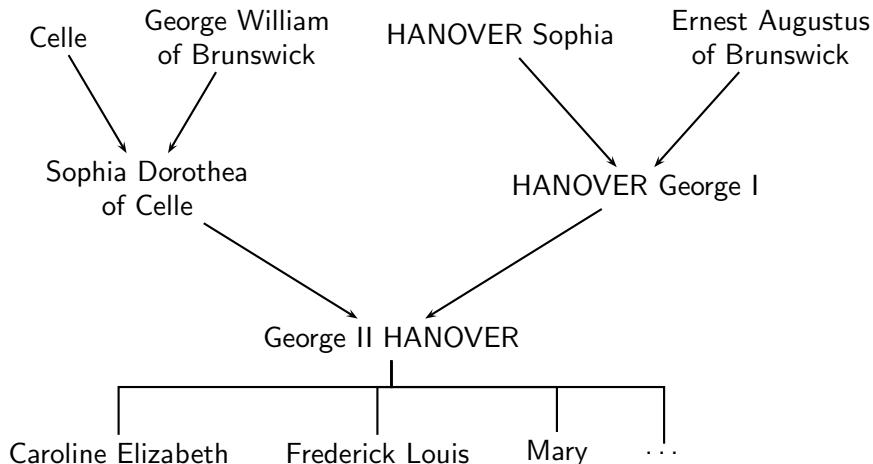 Celle
George William
of Brunswick
HANOVER Sophia
Ernest Augustus
of Brunswick
Sophia Dorothea
of Celle
HANOVER George I
George II HANOVER
Caroline Elizabeth
Frederick Louis
Mary
...